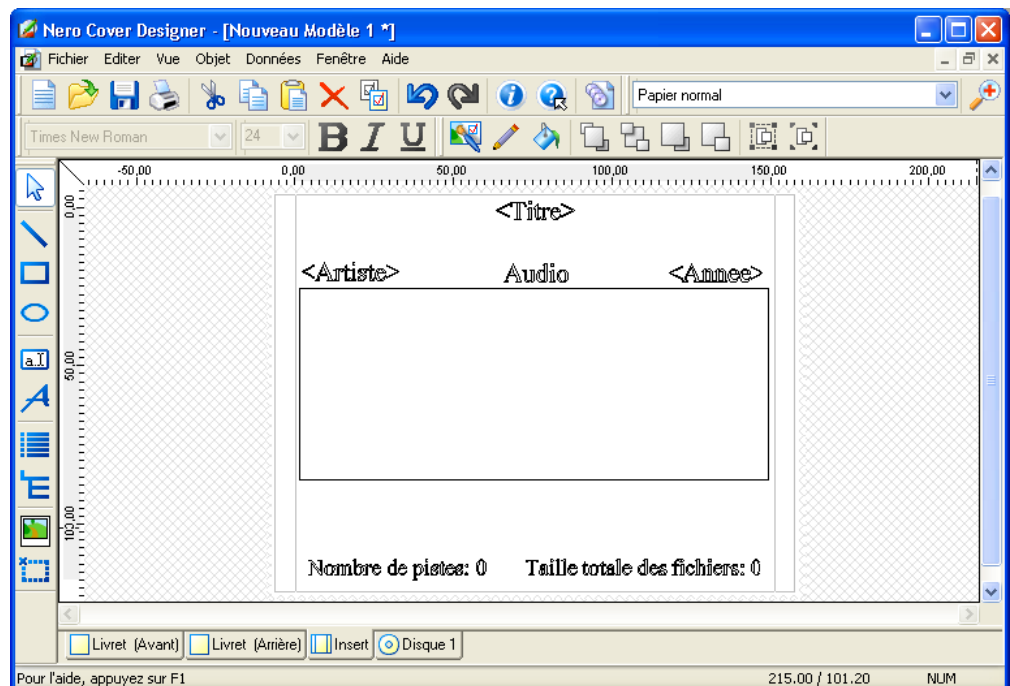 Nero Cover Designer - [Nouveau Modèle 1 *]
Fichier Editer Vue Objet Données Fenêtre Aide
Papier normal
Times New Roman 24 B I U
-50,00 0,00 50,00 100,00 150,00 200,00
0,00
50,00
100,00
<Titre>
<Artiste> Audio <Annee>
a.I
A
Nombre de pistes: 0 Taille totale des fichiers: 0
Livret (Avant) Livret (Arrière) Insert Disque 1
Pour l'aide, appuyez sur F1 215.00 / 101.20 NUM